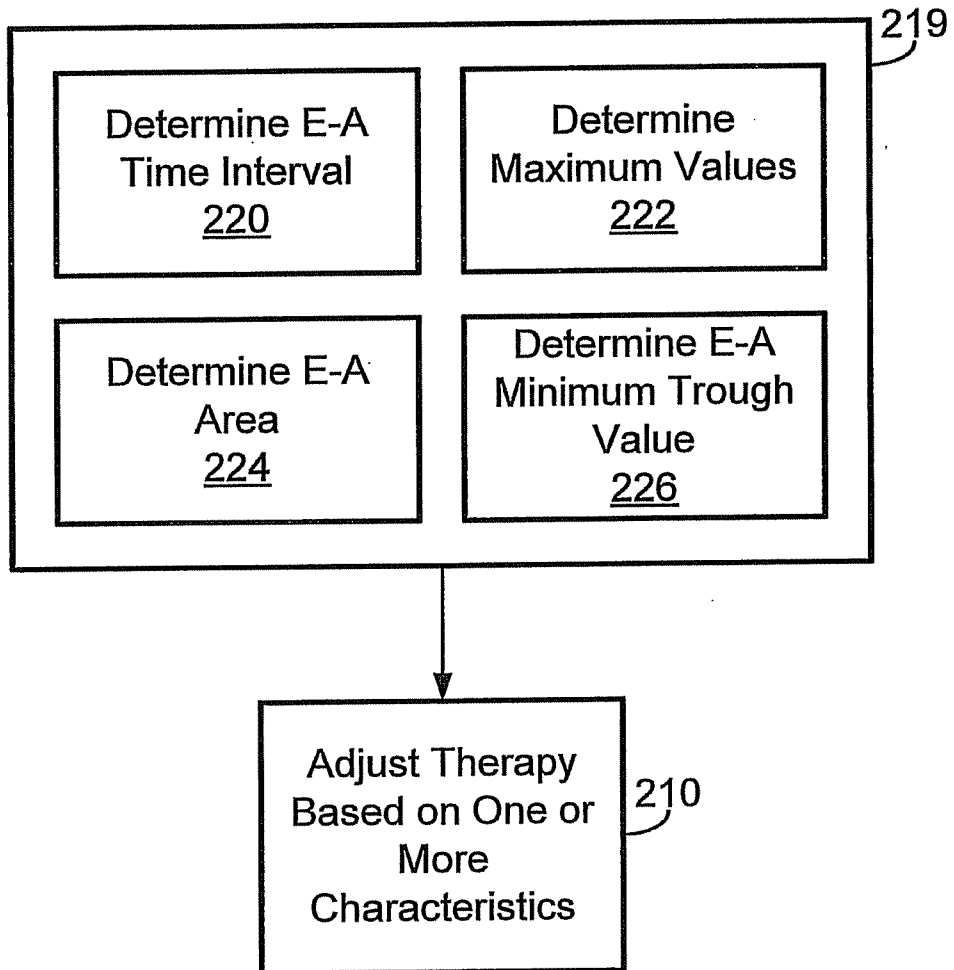 219
Determine E-A
Time Interval
220
Determine
Maximum Values
222
Determine E-A
Area
224
Determine E-A
Minimum Trough
Value
226
Adjust Therapy
Based on One or
More
Characteristics
210